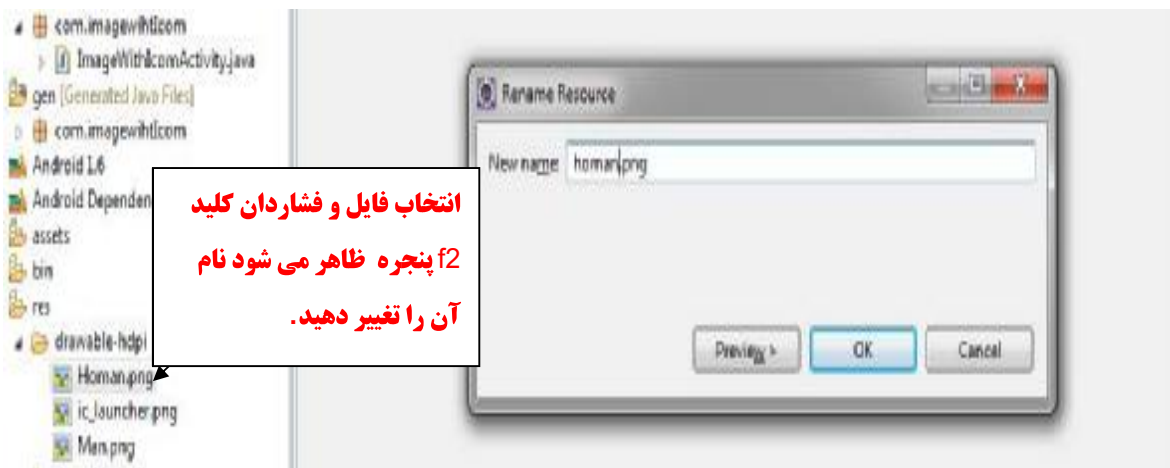 com.imagewihtIcom
ImageWithIcomActivity.java
gen [Generated Java Files]
com.imagewihtIcom
Android 1.6
Android Dependen
assets
bin
res
drawable-hdpi
Homan.png
ic_launcher.png
Man.png
انتخاب فایل و فشاردان کلید
f2 پنجره ظاهر می شود نام
آن را تغییر دهید.
Rename Resource
New name homan.png
Preview >
OK
Cancel